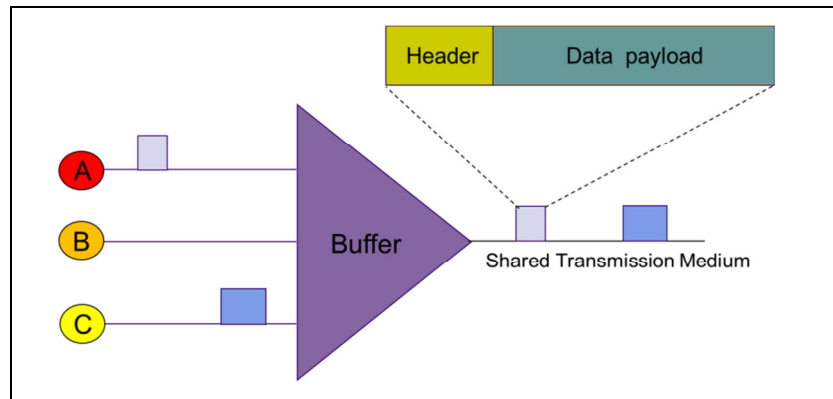 Header Data payload
A
B
Buffer
Shared Transmission Medium
C